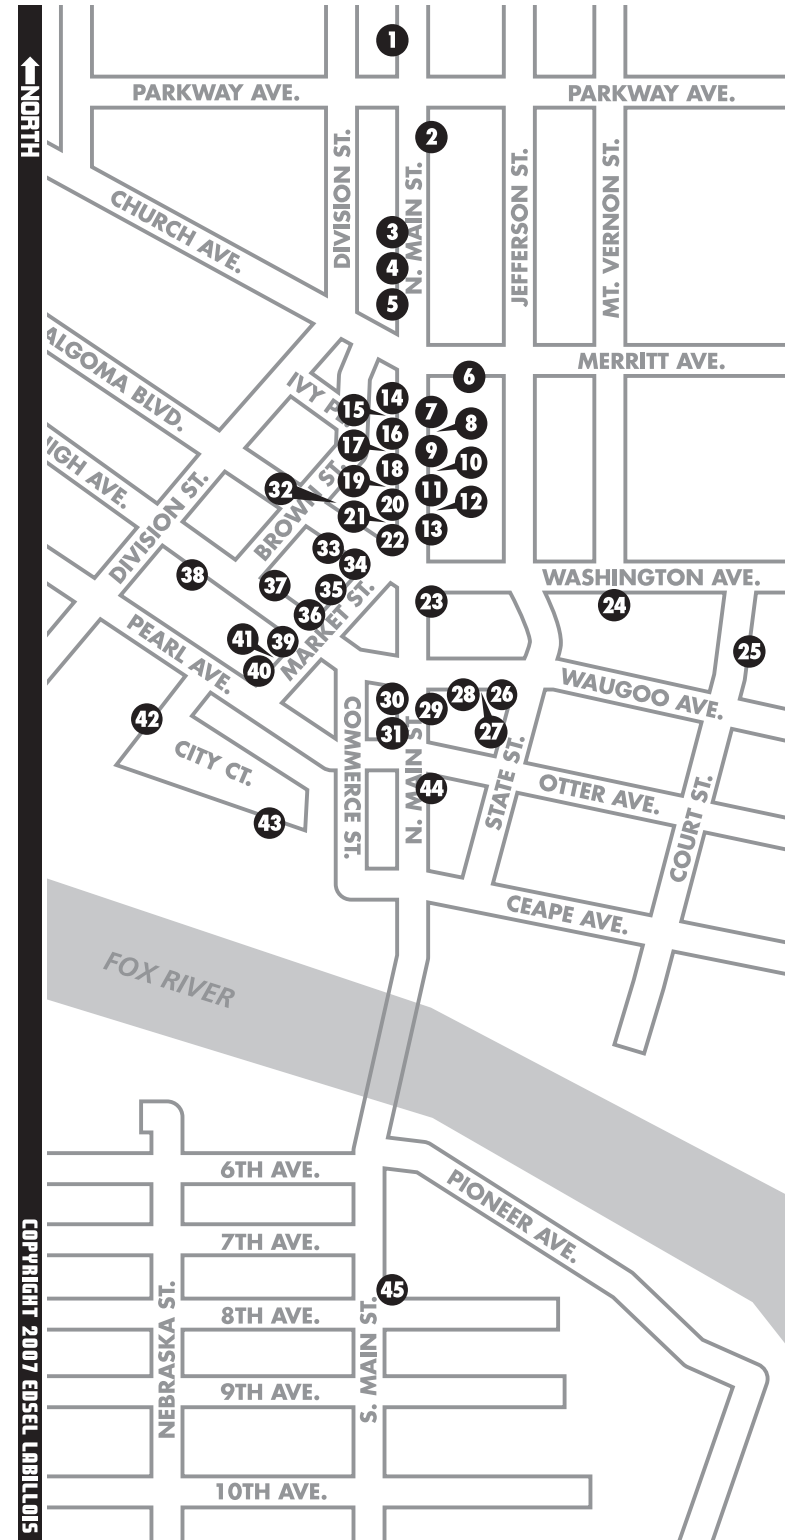 ←NORTH
1
PARKWAY AVE.
PARKWAY AVE.
2
DIVISION ST.
N. MAIN ST.
JEFFERSON ST.
MT. VERNON ST.
CHURCH AVE.
3
4
5
MERRITT AVE.
ALGOMA BLVD.
IVY
6
14
15
7
8
16
17
9
10
18
19
11
12
20
21
13
22
32
HIGH AVE.
BROWN ST.
DIVISION ST.
33
34
35
36
37
38
MARKET ST.
WASHINGTON AVE.
23
24
25
PEARL AVE.
41
39
40
WAUGOO AVE.
42
CITY CT.
43
COMMERCE ST.
30
31
N. MAIN ST.
29
28
26
27
STATE ST.
44
OTTER AVE.
COURT ST.
CEAPE AVE.
FOX RIVER
6TH AVE.
PIONEER AVE.
7TH AVE.
45
8TH AVE.
NEBRASKA ST.
S. MAIN ST.
9TH AVE.
10TH AVE.
COPYRIGHT 2007 EDSEL LABILLOIS